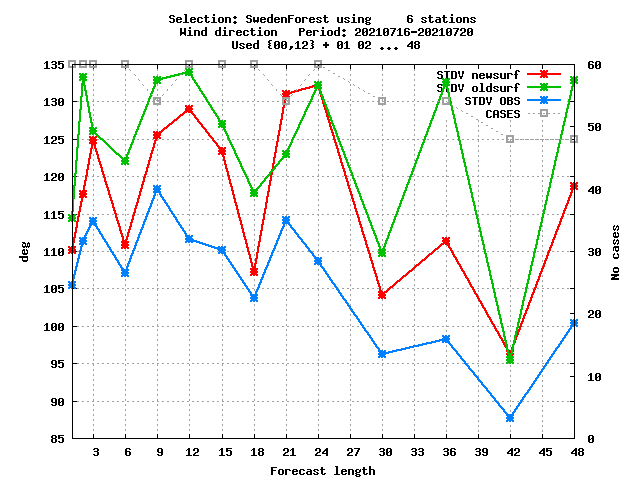 Selection: SwedenForest using     6 stations
Wind direction   Period: 20210716-20210720
Used {00,12} + 01 02 ... 48
STDV newsurf
STDV oldsurf
STDV OBS
CASES
135
130
125
120
115
110
105
100
95
90
85
deg
60
50
40
30
20
10
0
No cases
3 6 9 12 15 18 21 24 27 30 33 36 39 42 45 48
Forecast length